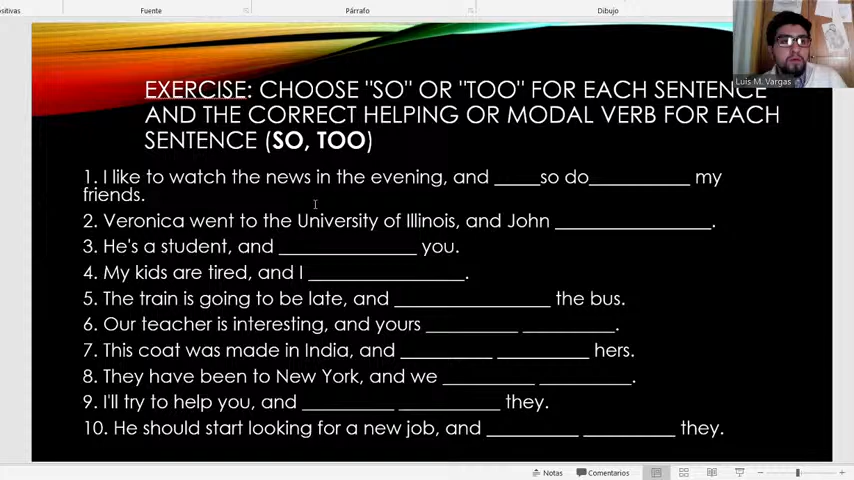 ositivas
Fuente
Párrafo
Dibujo
Luis M. Vargas
EXERCISE: CHOOSE "SO" OR "TOO" FOR EACH SENTENCE
AND THE CORRECT HELPING OR MODAL VERB FOR EACH
SENTENCE (SO, TOO)
1. I like to watch the news in the evening, and _____so do___________ my
friends.
2. Veronica went to the University of Illinois, and John _________________.
3. He's a student, and _______________ you.
4. My kids are tired, and I _________________.
5. The train is going to be late, and _________________ the bus.
6. Our teacher is interesting, and yours __________ __________.
7. This coat was made in India, and __________ __________ hers.
8. They have been to New York, and we __________ __________.
9. I'll try to help you, and __________ ___________ they.
10. He should start looking for a new job, and __________ __________ they.
Notas
Comentarios